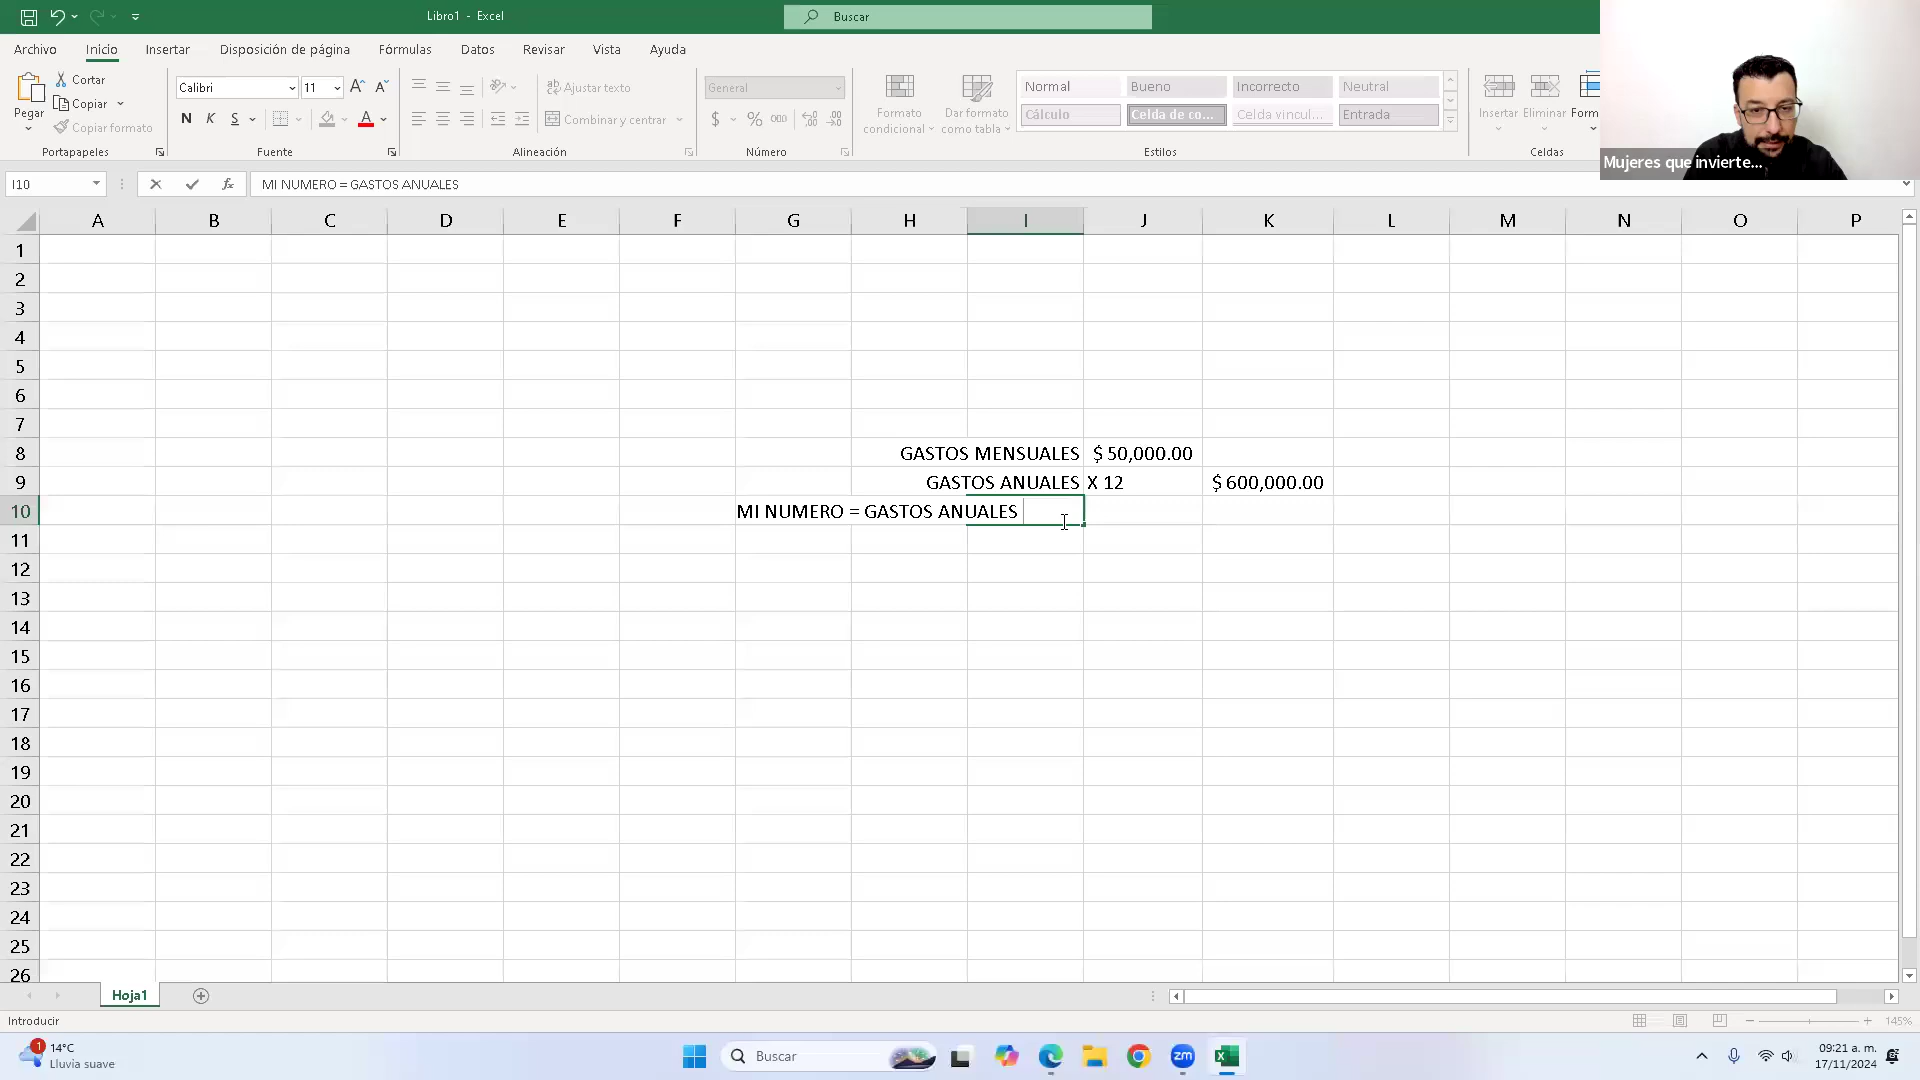 Libro1 - Excel
Buscar
Archivo Inicio Insertar Disposición de página Fórmulas Datos Revisar Vista Ayuda
Pegar
Cortar
Copiar
Copiar formato
Portapapeles
Calibri 11
N K S
Fuente
Ajustar texto
Combinar y centrar
Alineación
General
$ % 000
Número
Formato condicional
Dar formato como tabla
Normal Bueno Incorrecto Neutral
Cálculo Celda de co... Celda vincul... Entrada
Estilos
Insertar Eliminar Form
Celdas
Mujeres que invierte...
I10
fx
MI NUMERO = GASTOS ANUALES
A B C D E F G H I J K L M N O P
1
2
3
4
5
6
7
8 GASTOS MENSUALES $ 50,000.00
9 GASTOS ANUALES X 12 $ 600,000.00
10 MI NUMERO = GASTOS ANUALES
11
12
13
14
15
16
17
18
19
20
21
22
23
24
25
26
Hoja1
Introducir
145%
1
14°C
Lluvia suave
Buscar
zm
09:21 a. m.
17/11/2024